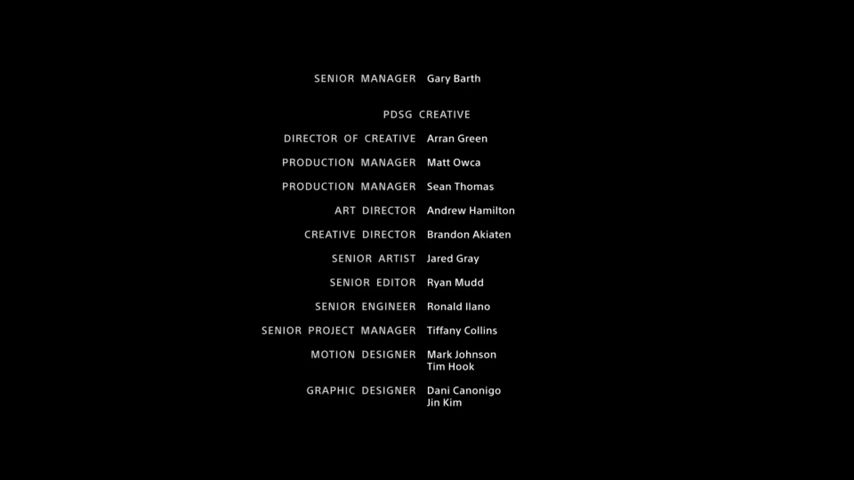 SENIOR MANAGER Gary Barth
PDSG CREATIVE
DIRECTOR OF CREATIVE Arran Green
PRODUCTION MANAGER Matt Owca
PRODUCTION MANAGER Sean Thomas
ART DIRECTOR Andrew Hamilton
CREATIVE DIRECTOR Brandon Akiaten
SENIOR ARTIST Jared Gray
SENIOR EDITOR Ryan Mudd
SENIOR ENGINEER Ronald Ilano
SENIOR PROJECT MANAGER Tiffany Collins
MOTION DESIGNER Mark Johnson
Tim Hook
GRAPHIC DESIGNER Dani Canonigo
Jin Kim